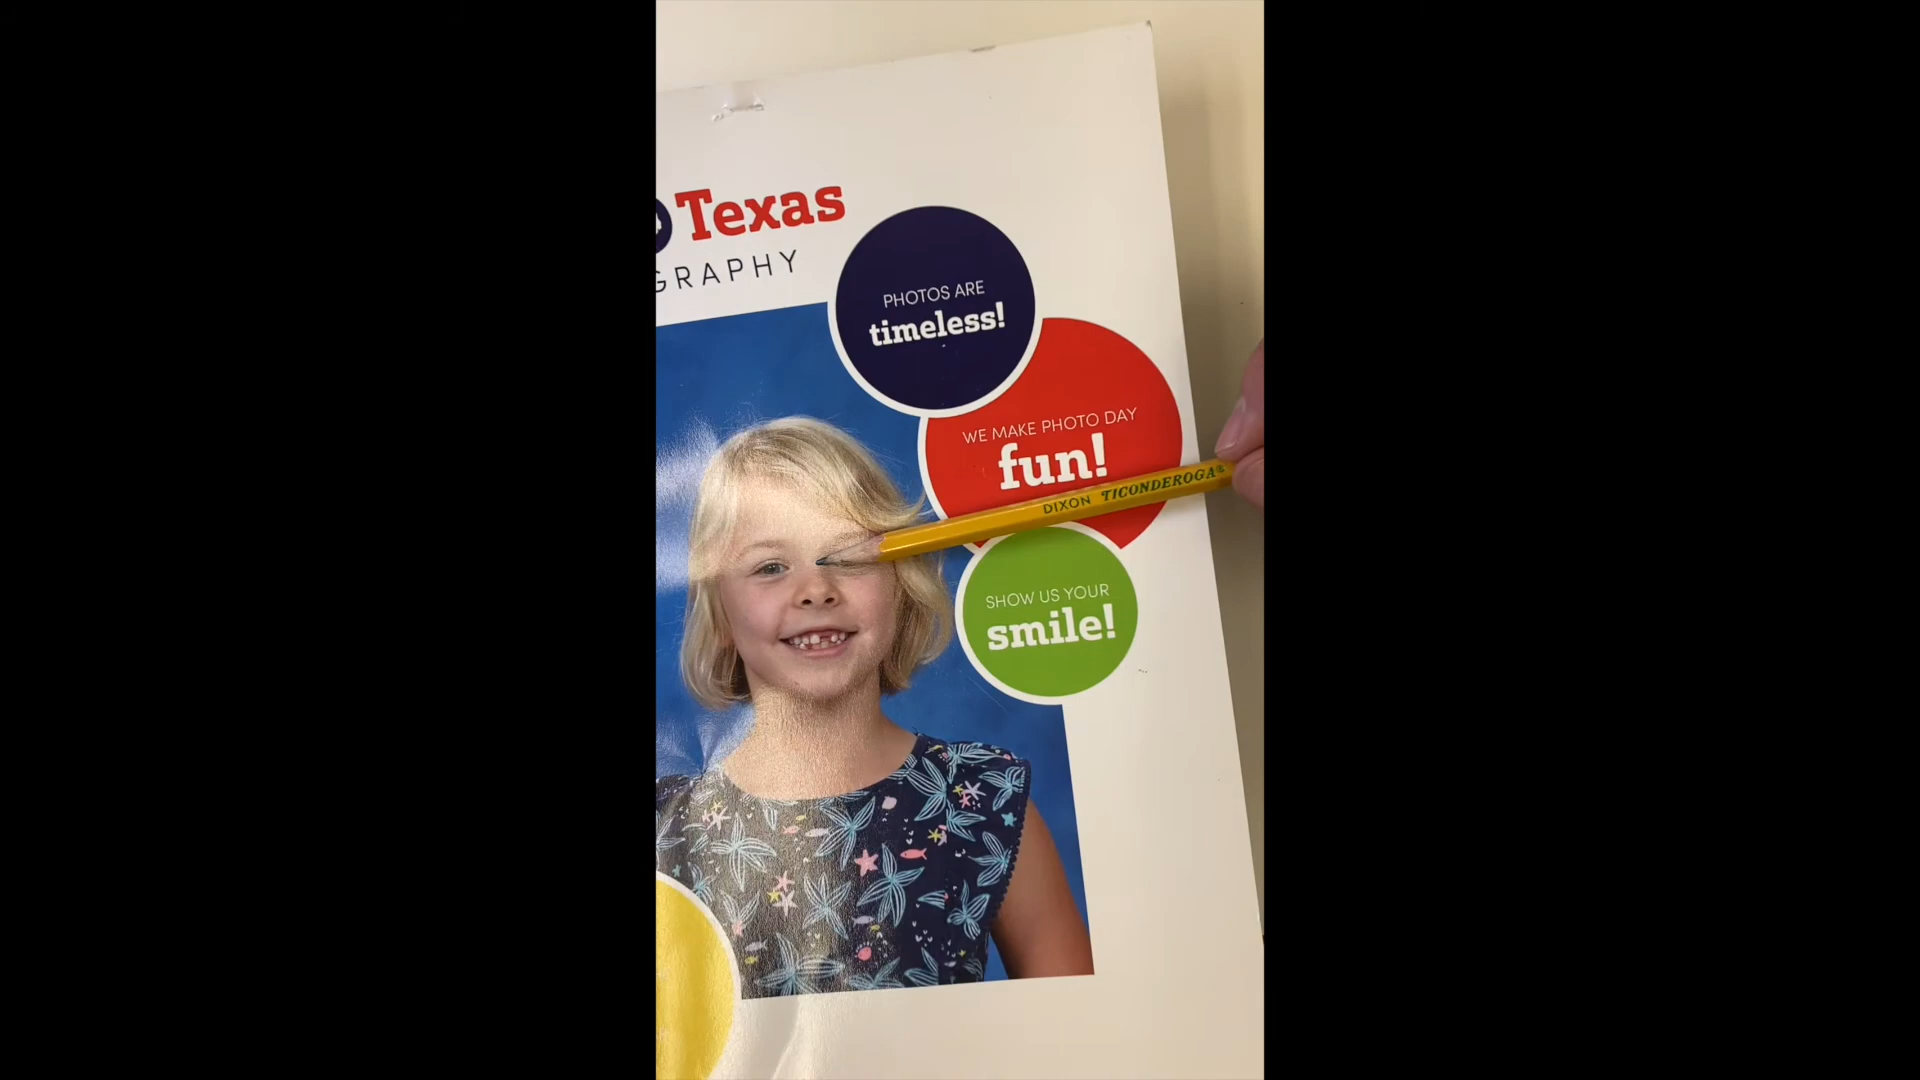 Texas
GRAPHY
PHOTOS ARE
timeless!
WE MAKE PHOTO DAY
fun!
DIXON TICONDEROGA®
SHOW US YOUR
smile!